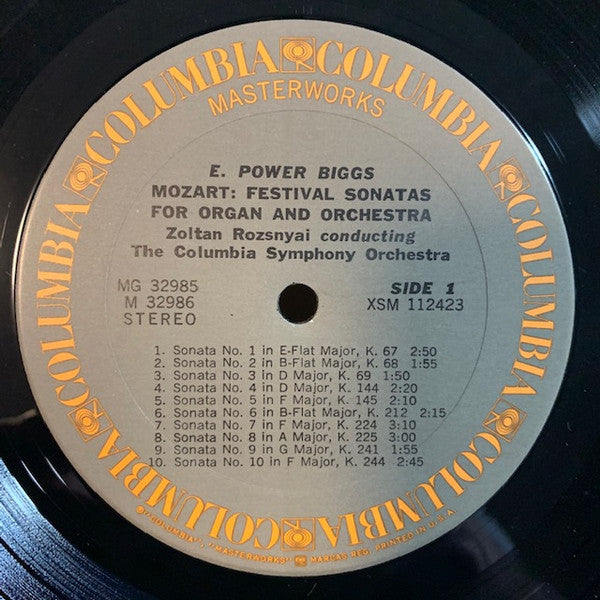 COLUMBIA COLUMBIA COLUMBIA COLUMBIA COLUMBIA COLUMBIA COLUMBIA COLUMBIA
MASTERWORKS
E. POWER BIGGS
MOZART: FESTIVAL SONATAS
FOR ORGAN AND ORCHESTRA
Zoltan Rozsnyai conducting
The Columbia Symphony Orchestra
MG 32985
M 32986
STEREO
SIDE 1
XSM 112423
1. Sonata No. 1 in E-Flat Major, K. 67 2:50
2. Sonata No. 2 in B-Flat Major, K. 68 1:55
3. Sonata No. 3 in D Major, K. 69 1:50
4. Sonata No. 4 in D Major, K. 144 2:20
5. Sonata No. 5 in F Major, K. 145 2:10
6. Sonata No. 6 in B-Flat Major, K. 212 2:15
7. Sonata No. 7 in F Major, K. 224 3:10
8. Sonata No. 8 in A Major, K. 225 3:00
9. Sonata No. 9 in G Major, K. 241 1:55
10. Sonata No. 10 in F Major, K. 244 2:45
®"COLUMBIA", "MASTERWORKS", MARCAS REG. PRINTED IN U.S.A.